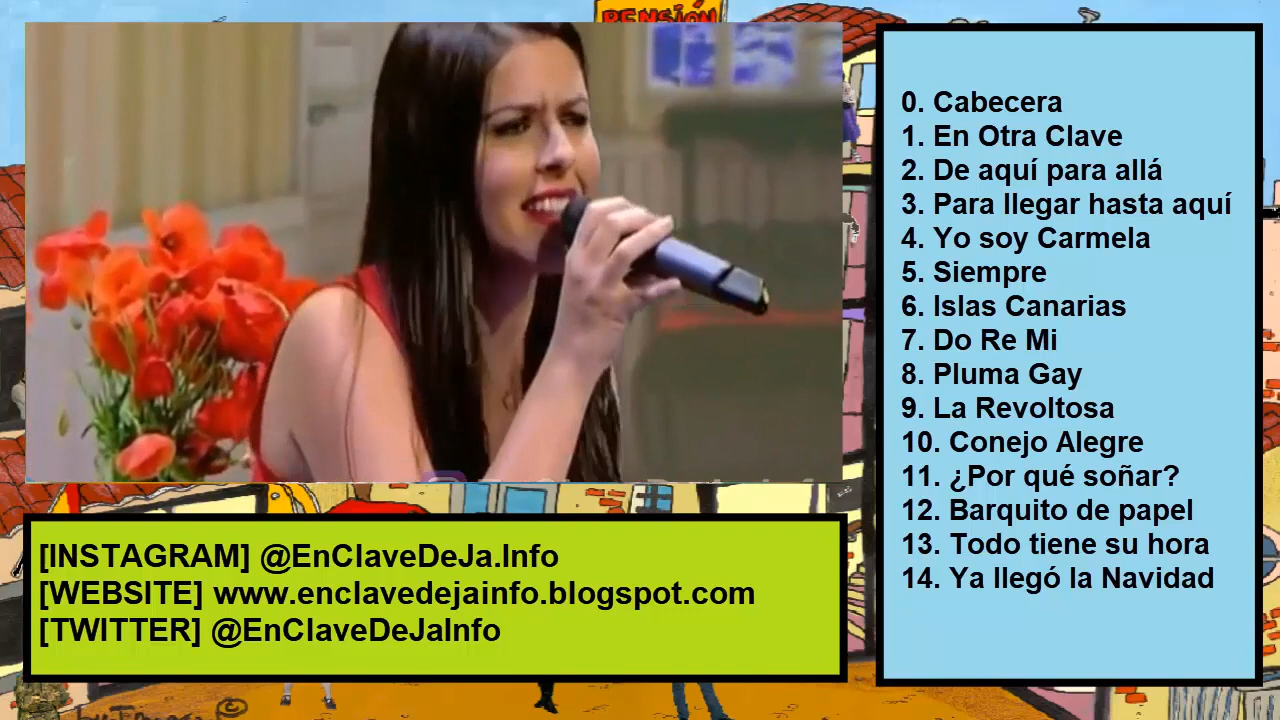 PENSIÓN
0. Cabecera
1. En Otra Clave
2. De aquí para allá
3. Para llegar hasta aquí
4. Yo soy Carmela
5. Siempre
6. Islas Canarias
7. Do Re Mi
8. Pluma Gay
9. La Revoltosa
10. Conejo Alegre
11. ¿Por qué soñar?
12. Barquito de papel
13. Todo tiene su hora
14. Ya llegó la Navidad
[INSTAGRAM] @EnClaveDeJa.Info
[WEBSITE] www.enclavedejainfo.blogspot.com
[TWITTER] @EnClaveDeJaInfo